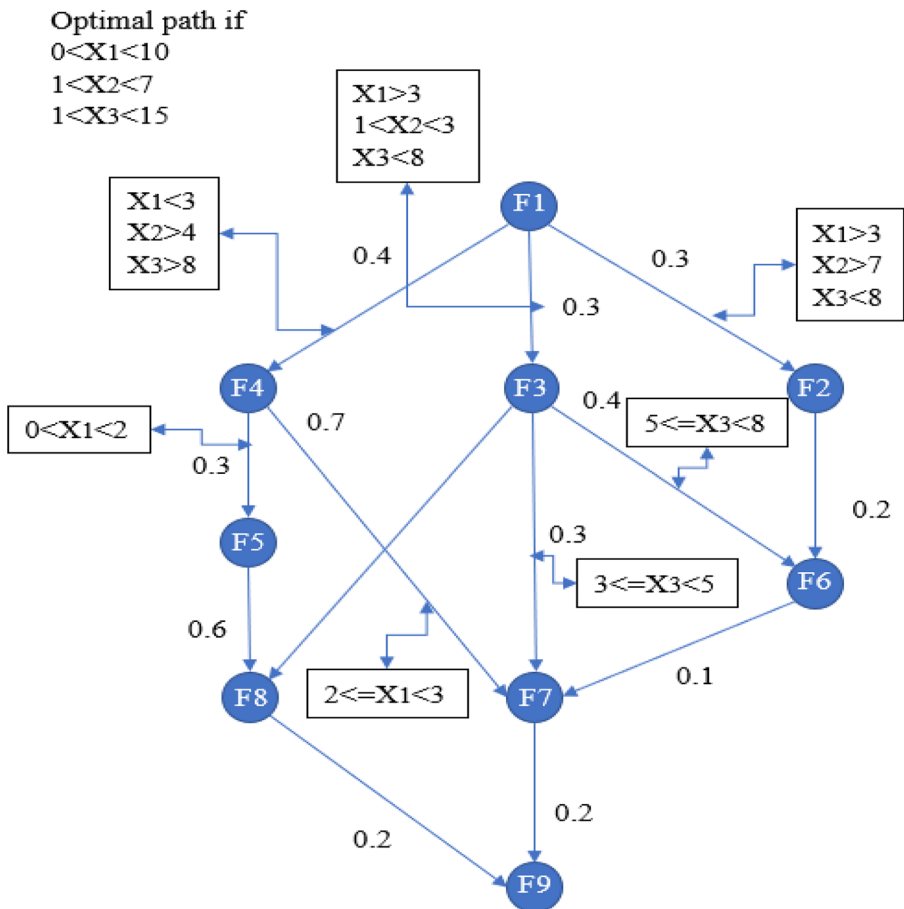 Optimal path if
0<X1<10
1<X2<7
1<X3<15
X1>3
1<X2<3
X3<8
X1<3
X2>4
X3>8
F1
X1>3
X2>7
X3<8
0.4
0.3
0.3
F4
F3
F2
0<X1<2
0.7
0.4
5<=X3<8
0.3
0.2
F5
0.3
3<=X3<5
F6
0.6
0.1
F8
2<=X1<3
F7
0.2
0.2
F9